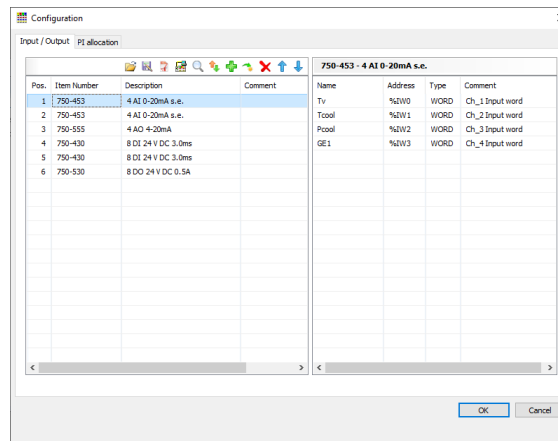 Configuration
Input / Output PI allocation
750-453 - 4 AI 0-20mA s.e.
Pos. Item Number Description Comment
1 750-453 4 AI 0-20mA s.e.
2 750-453 4 AI 0-20mA s.e.
3 750-555 4 AO 4-20mA
4 750-430 8 DI 24 V DC 3.0ms
5 750-430 8 DI 24 V DC 3.0ms
6 750-530 8 DO 24 V DC 0.5A
Name Address Type Comment
Tv %IW0 WORD Ch_1 Input word
Tcool %IW1 WORD Ch_2 Input word
Pcool %IW2 WORD Ch_3 Input word
GE1 %IW3 WORD Ch_4 Input word
OK Cancel